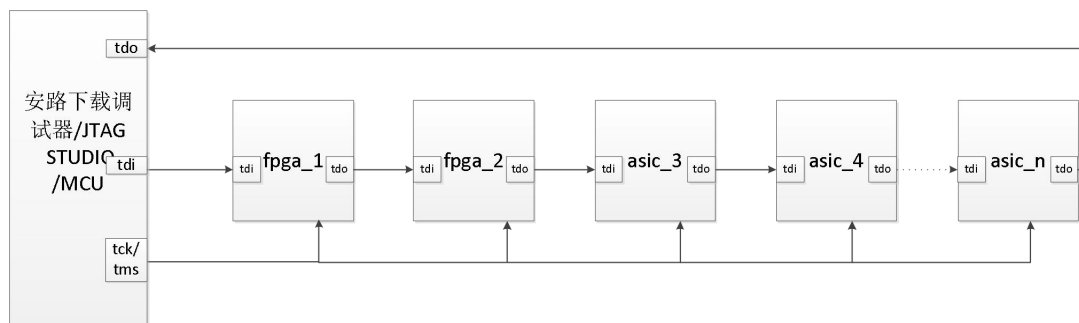 tdo
安路下载调
试器/JTAG
STUDIO
/MCU
tdi
tck/
tms
tdi
fpga_1
tdo
tdi
fpga_2
tdo
tdi
asic_3
tdo
tdi
asic_4
tdo
tdi
asic_n
tdo